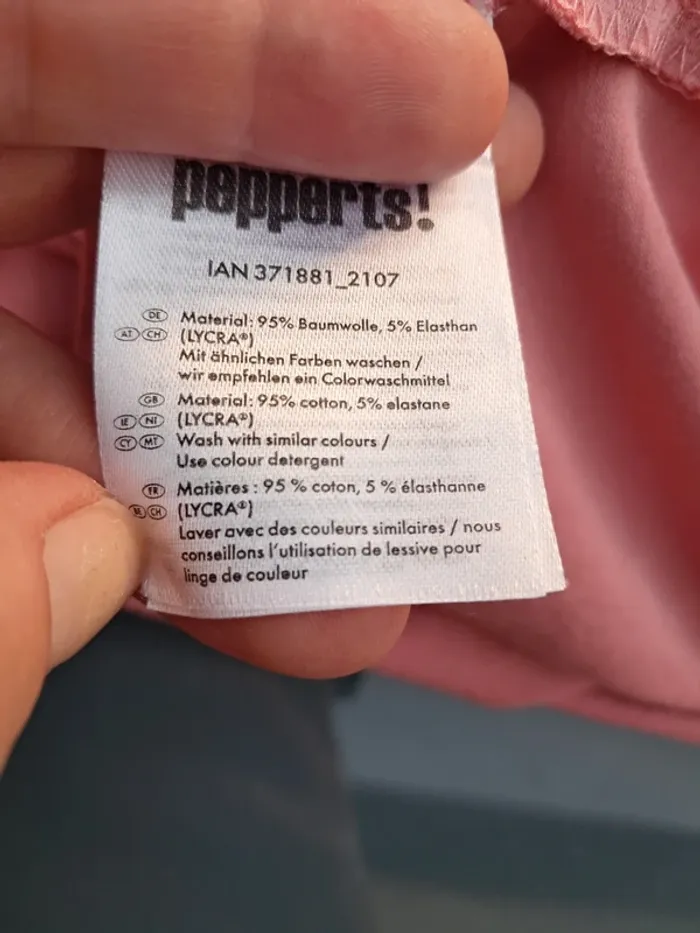 pepperts!
IAN 371881_2107
DE Material: 95% Baumwolle, 5% Elasthan
AT CH (LYCRA®)
Mit ähnlichen Farben waschen /
wir empfehlen ein Colorwaschmittel
GB Material: 95% cotton, 5% elastane
IE NI (LYCRA®)
CY MT Wash with similar colours /
Use colour detergent
FR Matières : 95 % coton, 5 % élasthanne
BE CH (LYCRA®)
Laver avec des couleurs similaires / nous
conseillons l'utilisation de lessive pour
linge de couleur